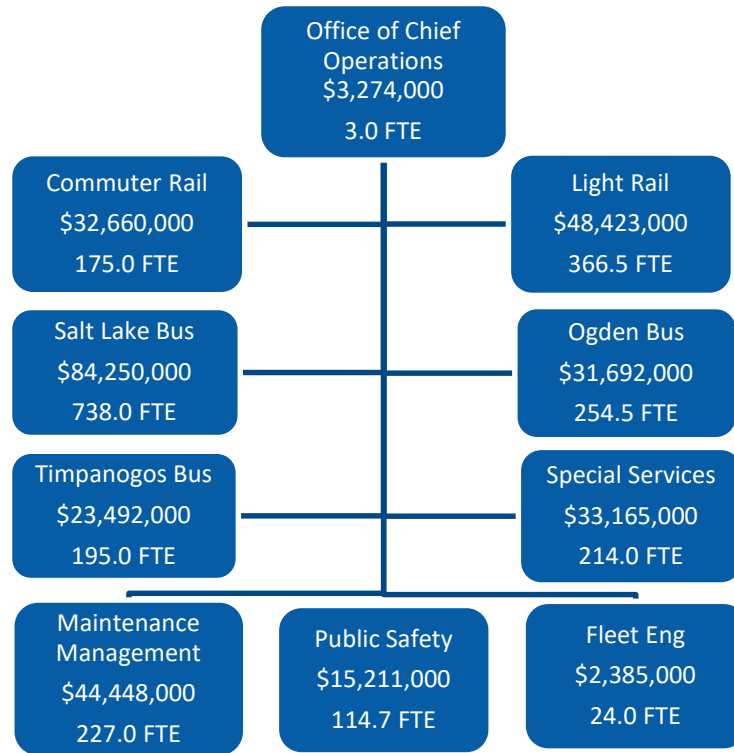 Office of Chief
Operations
$3,274,000
3.0 FTE
Commuter Rail
$32,660,000
175.0 FTE
Light Rail
$48,423,000
366.5 FTE
Salt Lake Bus
$84,250,000
738.0 FTE
Ogden Bus
$31,692,000
254.5 FTE
Timpanogos Bus
$23,492,000
195.0 FTE
Special Services
$33,165,000
214.0 FTE
Maintenance
Management
$44,448,000
227.0 FTE
Public Safety
$15,211,000
114.7 FTE
Fleet Eng
$2,385,000
24.0 FTE